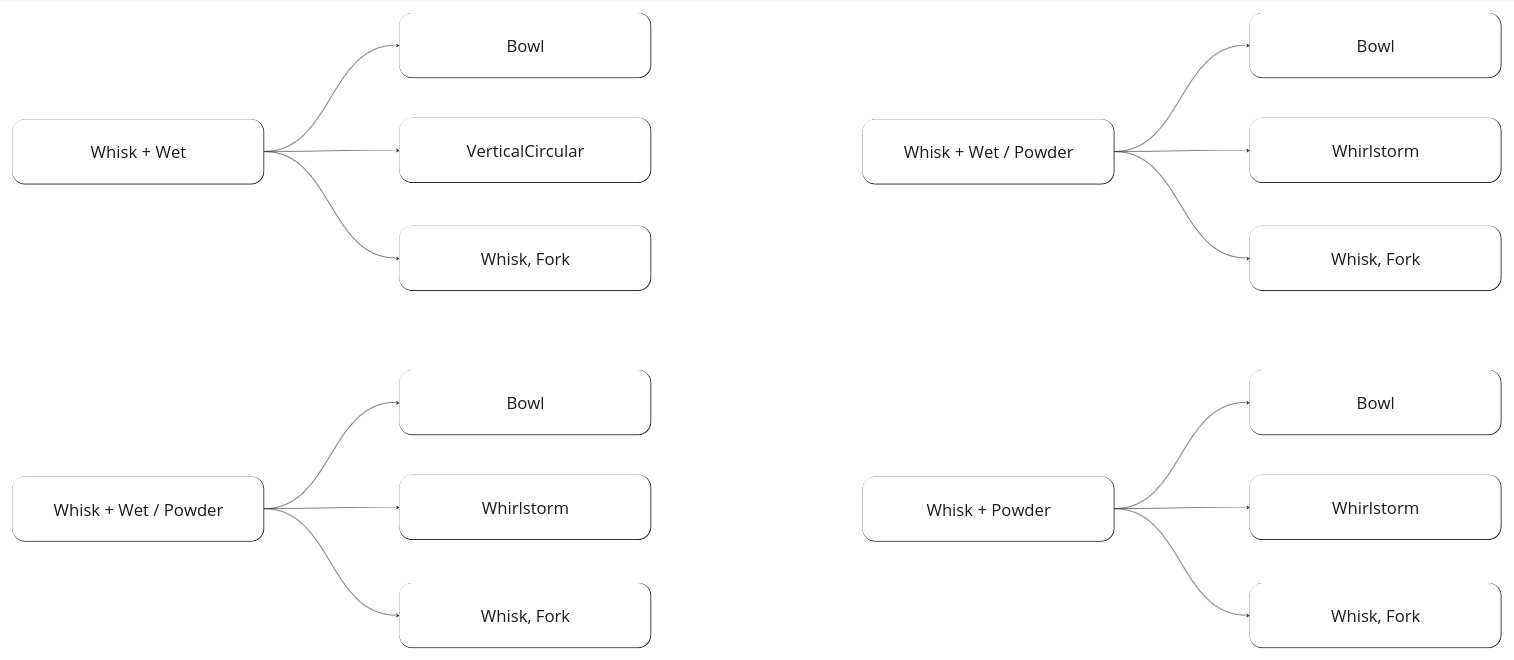 Whisk + Wet
Bowl
VerticalCircular
Whisk, Fork
Whisk + Wet / Powder
Bowl
Whirlstorm
Whisk, Fork
Whisk + Wet / Powder
Bowl
Whirlstorm
Whisk, Fork
Whisk + Powder
Bowl
Whirlstorm
Whisk, Fork